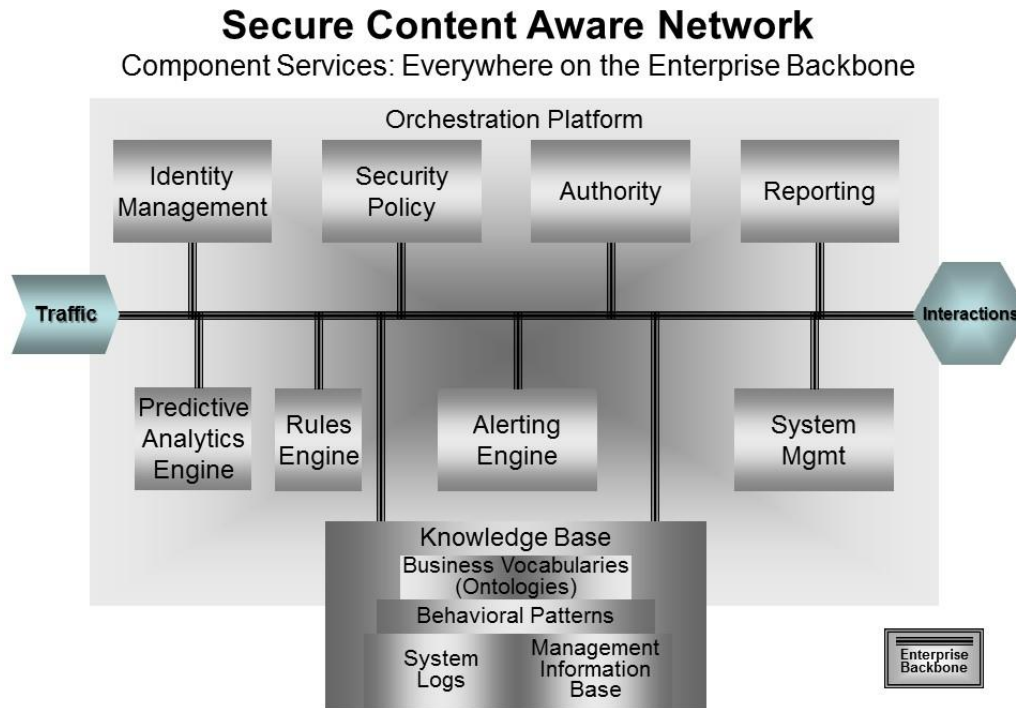 Secure Content Aware Network
Component Services: Everywhere on the Enterprise Backbone
Orchestration Platform
Identity
Management
Security
Policy
Authority
Reporting
Traffic
Interactions
Predictive
Analytics
Engine
Rules
Engine
Alerting
Engine
System
Mgmt
Knowledge Base
Business Vocabularies
(Ontologies)
Behavioral Patterns
System
Logs
Management
Information
Base
Enterprise
Backbone